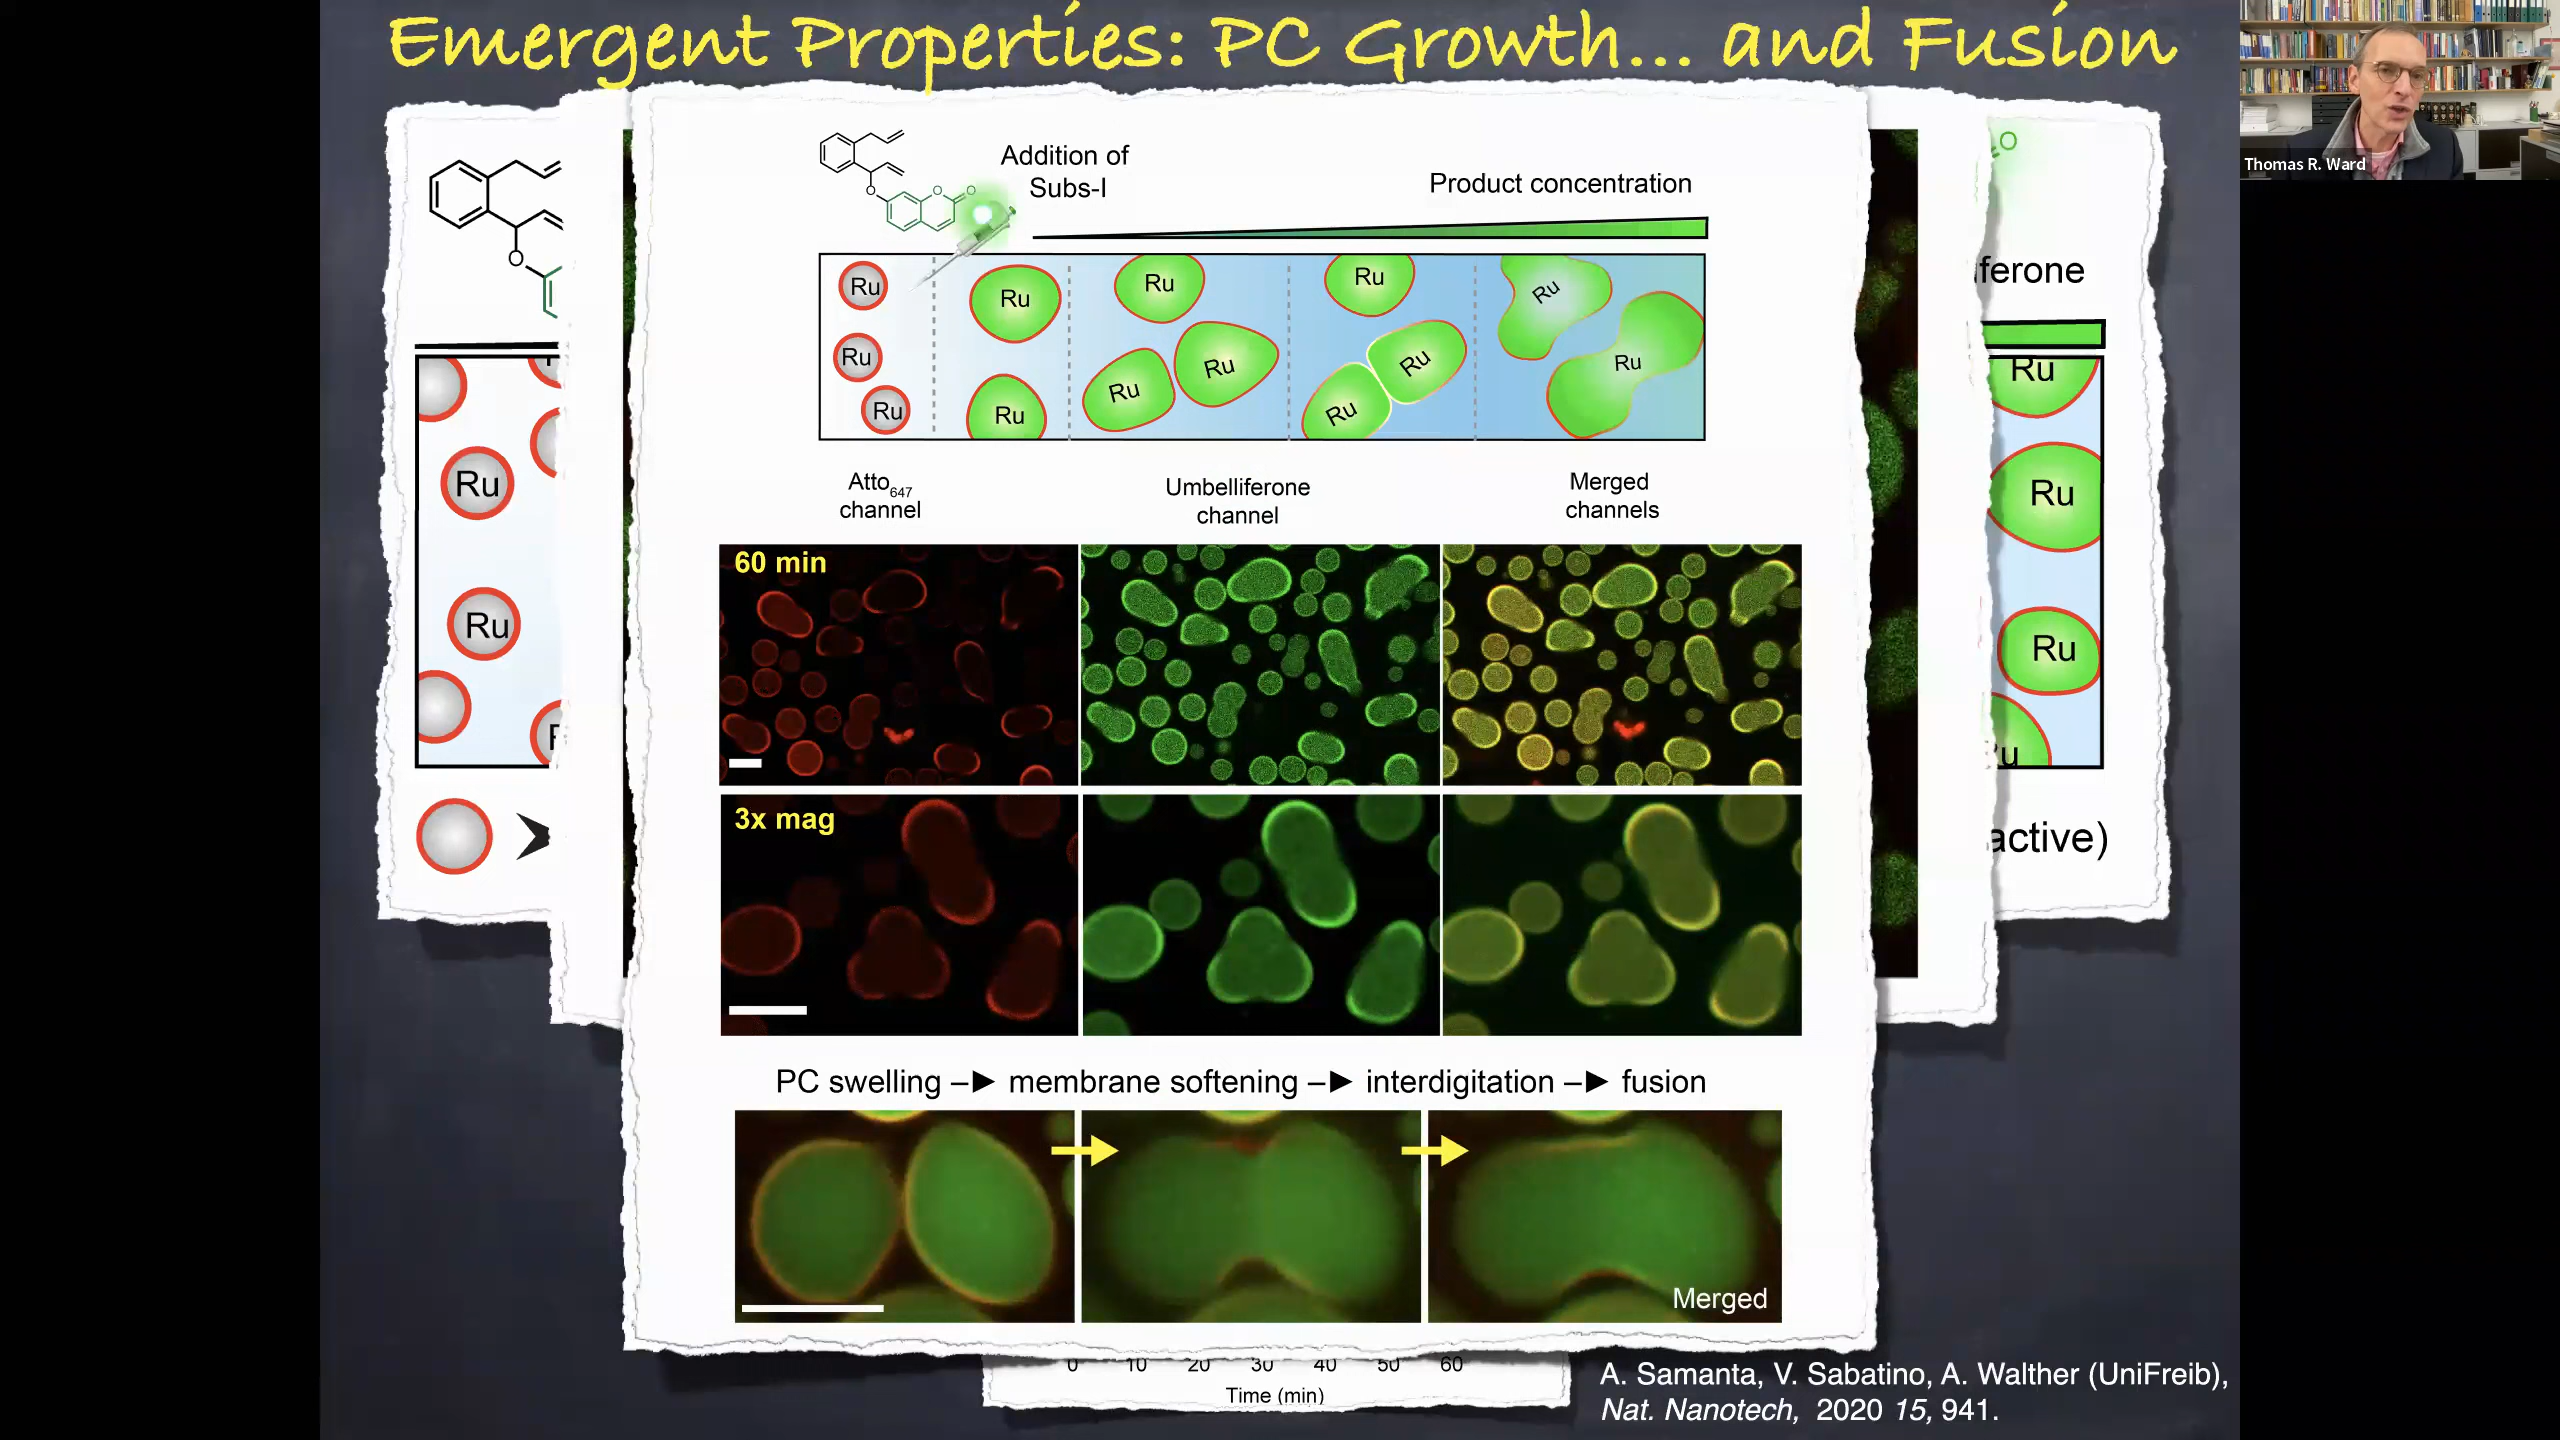 Emergent Properties: PC Growth... and Fusion
Thomas R. Ward
Addition of
Subs-I
Product concentration
O
O
O
O
Ru
Ru
Ru
Ru
Ru
Ru
Ru
Ru
Ru
Ru
Ru
Ru
Ru
Atto647
channel
Umbelliferone
channel
Merged
channels
60 min
3x mag
PC swelling –► membrane softening –► interdigitation –► fusion
Merged
O
Ru
Ru
O
ferone
Ru
Ru
Ru
active)
0 10 20 30 40 50 60
Time (min)
A. Samanta, V. Sabatino, A. Walther (UniFreib),
Nat. Nanotech, 2020 15, 941.